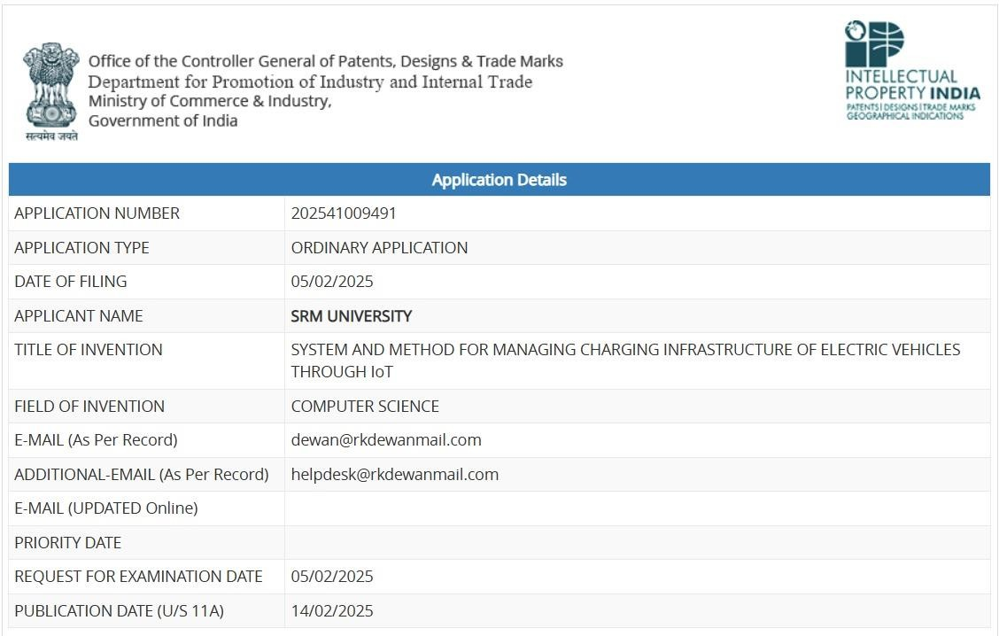 Office of the Controller General of Patents, Designs & Trade Marks
Department for Promotion of Industry and Internal Trade
Ministry of Commerce & Industry,
Government of India
सत्यमेव जयते
INTELLECTUAL
PROPERTY INDIA
PATENTS | DESIGNS | TRADE MARKS
GEOGRAPHICAL INDICATIONS
Application Details
APPLICATION NUMBER 202541009491
APPLICATION TYPE ORDINARY APPLICATION
DATE OF FILING 05/02/2025
APPLICANT NAME SRM UNIVERSITY
TITLE OF INVENTION SYSTEM AND METHOD FOR MANAGING CHARGING INFRASTRUCTURE OF ELECTRIC VEHICLES
THROUGH IoT
FIELD OF INVENTION COMPUTER SCIENCE
E-MAIL (As Per Record) dewan@rkdewanmail.com
ADDITIONAL-EMAIL (As Per Record) helpdesk@rkdewanmail.com
E-MAIL (UPDATED Online)
PRIORITY DATE
REQUEST FOR EXAMINATION DATE 05/02/2025
PUBLICATION DATE (U/S 11A) 14/02/2025